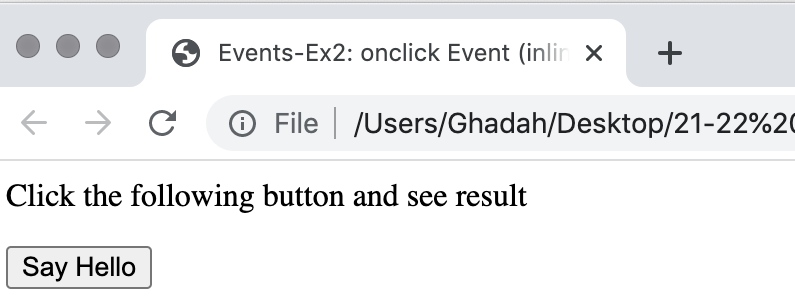 Events-Ex2: onclick Event (inlin
File /Users/Ghadah/Desktop/21-22%20
Click the following button and see result
Say Hello